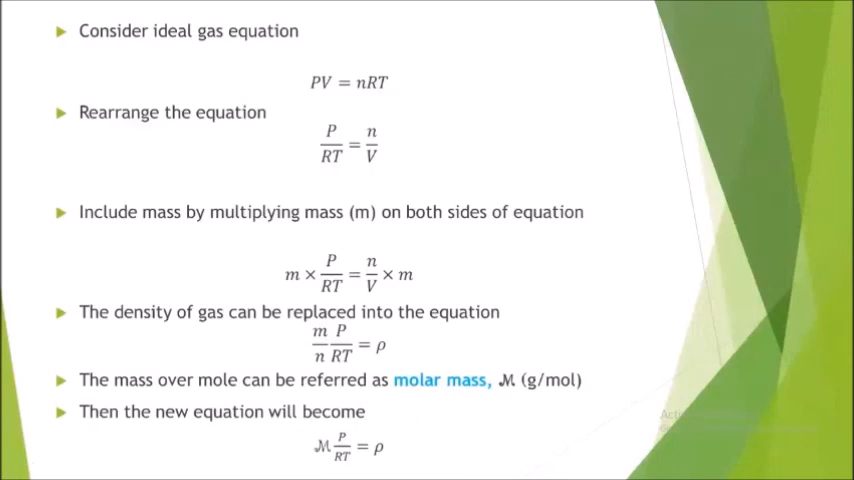 Consider ideal gas equation
PV = nRT
Rearrange the equation
P/RT = n/V
Include mass by multiplying mass (m) on both sides of equation
m × P/RT = n/V × m
The density of gas can be replaced into the equation
m/n P/RT = ρ
The mass over mole can be referred as molar mass, ℳ (g/mol)
Then the new equation will become
ℳ P/RT = ρ